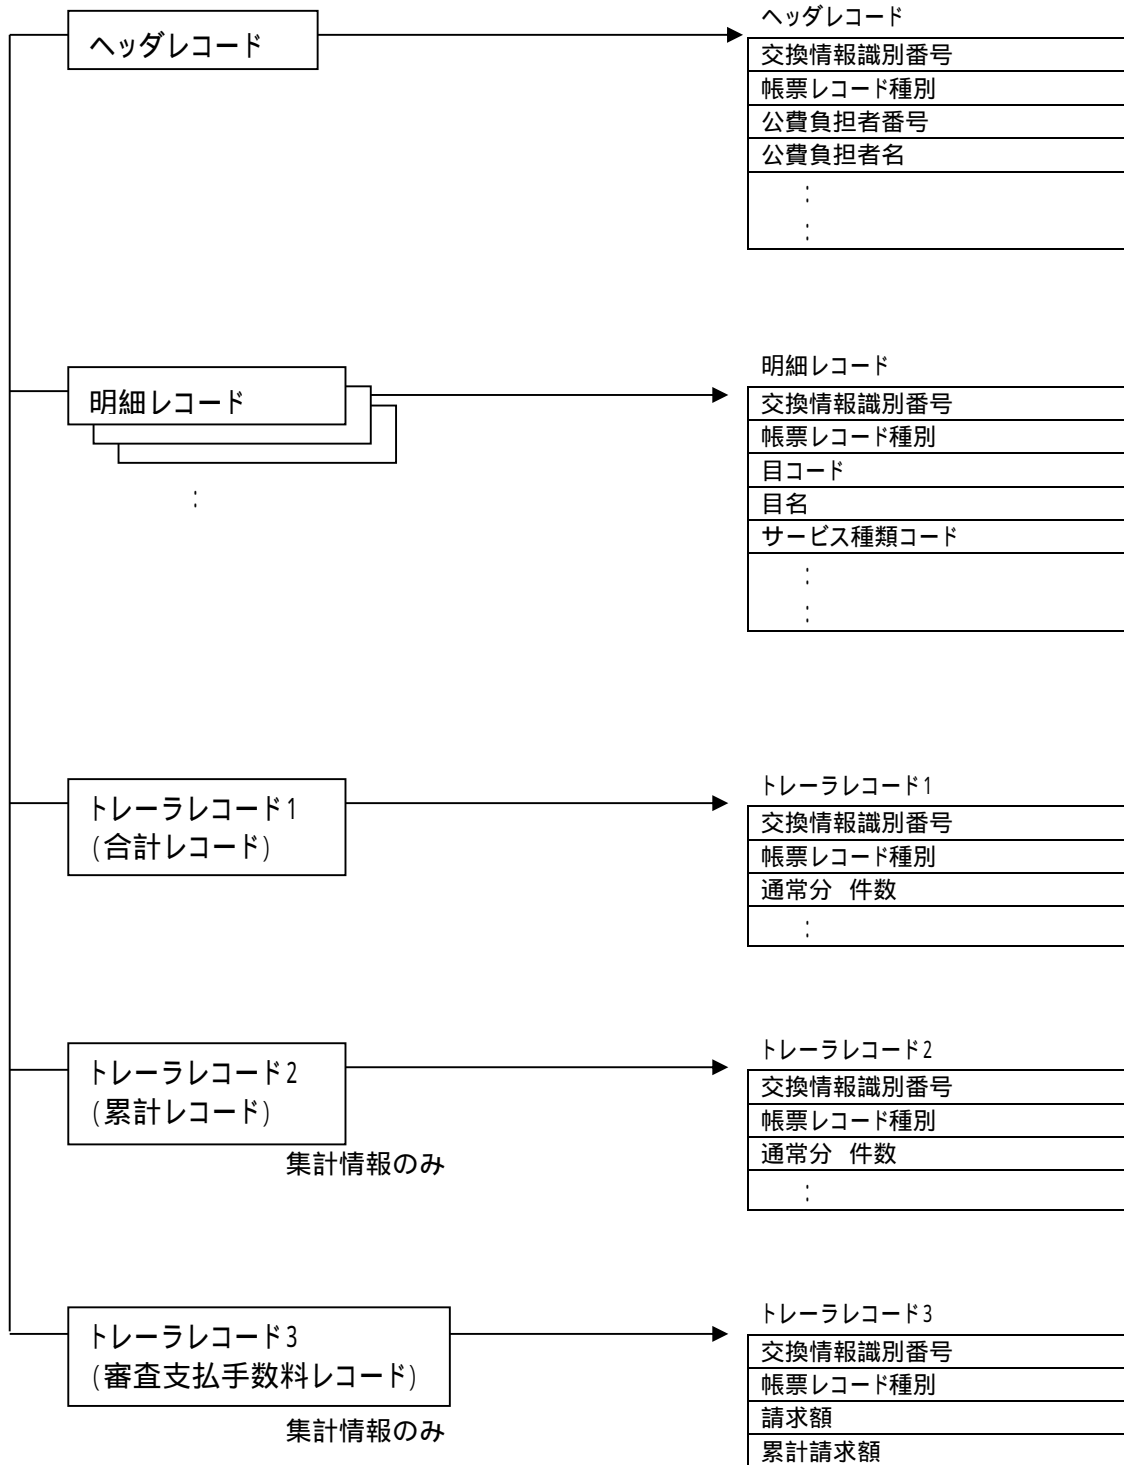 ヘッダレコード
ヘッダレコード
交換情報識別番号
帳票レコード種別
公費負担者番号
公費負担者名
:
:
明細レコード
:
明細レコード
交換情報識別番号
帳票レコード種別
目コード
目名
サービス種類コード
:
:
トレーラレコード1
(合計レコード)
トレーラレコード1
交換情報識別番号
帳票レコード種別
通常分 件数
:
トレーラレコード2
(累計レコード)
集計情報のみ
トレーラレコード2
交換情報識別番号
帳票レコード種別
通常分 件数
:
トレーラレコード3
(審査支払手数料レコード)
集計情報のみ
トレーラレコード3
交換情報識別番号
帳票レコード種別
請求額
累計請求額